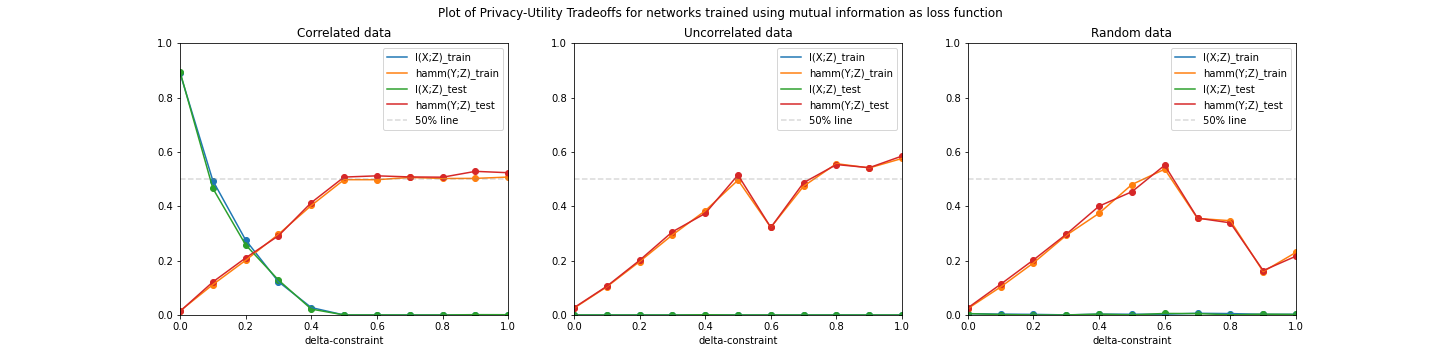 Plot of Privacy-Utility Tradeoffs for networks trained using mutual information as loss function
Correlated data
1.0
0.8
0.6
0.4
0.2
0.0
0.0 0.2 0.4 0.6 0.8 1.0
delta-constraint
I(X;Z)_train
hamm(Y;Z)_train
I(X;Z)_test
hamm(Y;Z)_test
50% line
Uncorrelated data
1.0
0.8
0.6
0.4
0.2
0.0
0.0 0.2 0.4 0.6 0.8 1.0
delta-constraint
I(X;Z)_train
hamm(Y;Z)_train
I(X;Z)_test
hamm(Y;Z)_test
50% line
Random data
1.0
0.8
0.6
0.4
0.2
0.0
0.0 0.2 0.4 0.6 0.8 1.0
delta-constraint
I(X;Z)_train
hamm(Y;Z)_train
I(X;Z)_test
hamm(Y;Z)_test
50% line